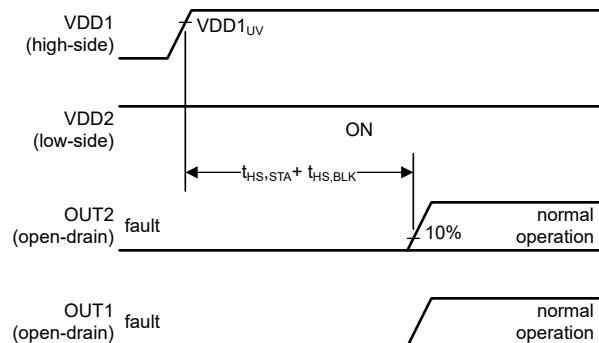 VDD1
(high-side)
VDD1UV
VDD2
(low-side)
ON
tHS,STA+ tHS,BLK
OUT2
(open-drain)
fault
10%
normal
operation
OUT1
(open-drain)
fault
normal
operation